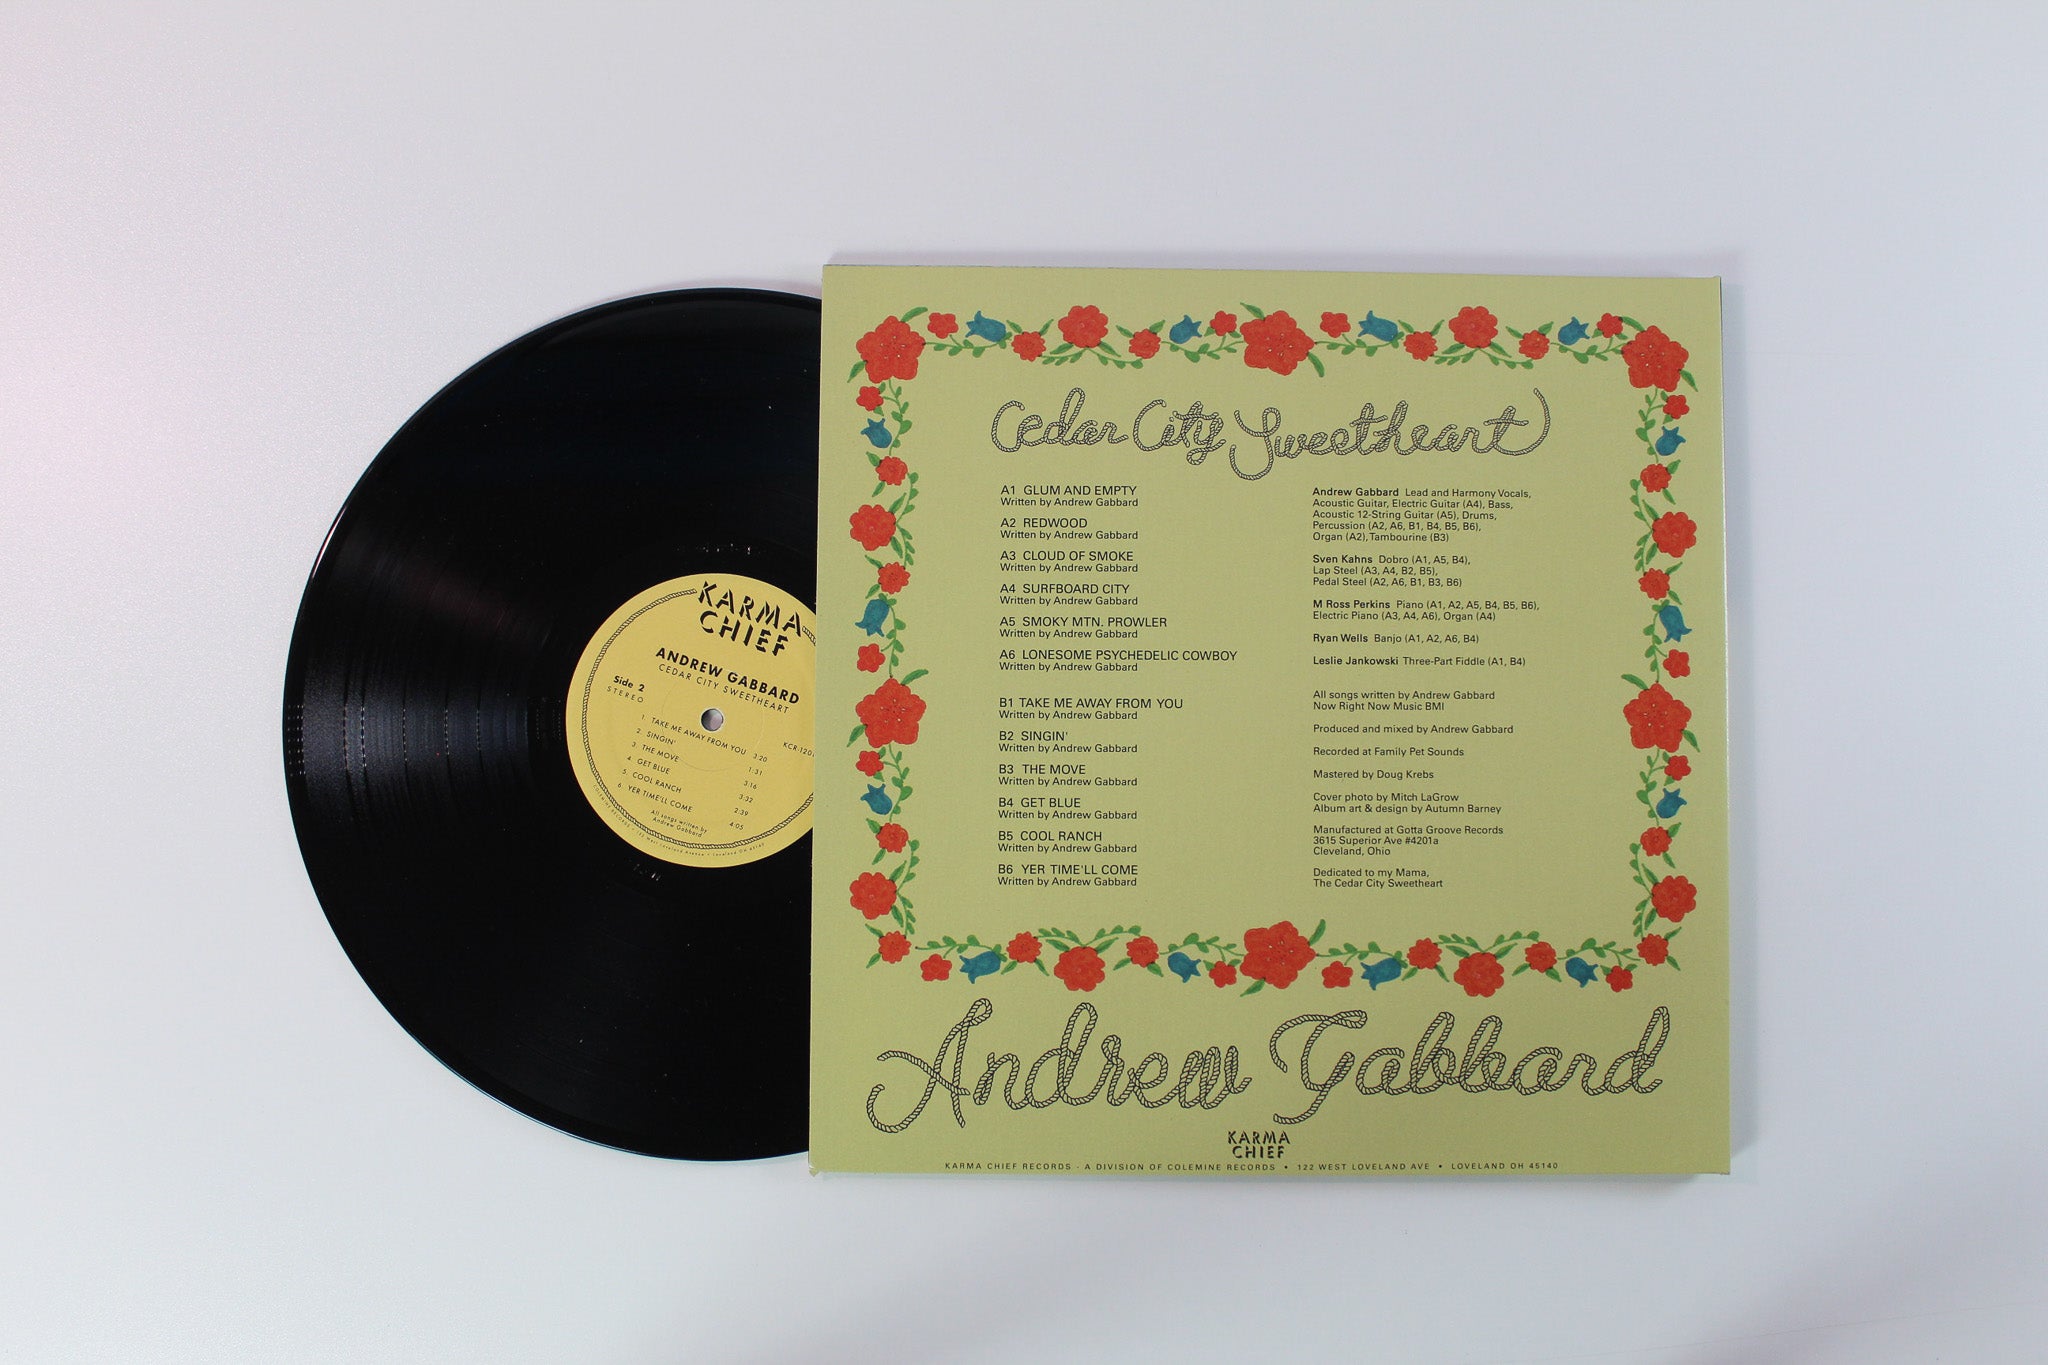 KARMA
CHIEF
ANDREW GABBARD
CEDAR CITY SWEETHEART
Side 2
STEREO
1. TAKE ME AWAY FROM YOU 3:20
2. SINGIN' 1:31
3. THE MOVE 3:16
4. GET BLUE 3:32
5. COOL RANCH 2:39
6. YER TIME'LL COME 4:05
All songs written by
Andrew Gabbard
COLEMINE RECORDS • 122 West Loveland Avenue • Loveland OH 45140
Cedar City Sweetheart
A1 GLUM AND EMPTY
Written by Andrew Gabbard
A2 REDWOOD
Written by Andrew Gabbard
A3 CLOUD OF SMOKE
Written by Andrew Gabbard
A4 SURFBOARD CITY
Written by Andrew Gabbard
A5 SMOKY MTN. PROWLER
Written by Andrew Gabbard
A6 LONESOME PSYCHEDELIC COWBOY
Written by Andrew Gabbard
B1 TAKE ME AWAY FROM YOU
Written by Andrew Gabbard
B2 SINGIN'
Written by Andrew Gabbard
B3 THE MOVE
Written by Andrew Gabbard
B4 GET BLUE
Written by Andrew Gabbard
B5 COOL RANCH
Written by Andrew Gabbard
B6 YER TIME'LL COME
Written by Andrew Gabbard
Andrew Gabbard Lead and Harmony Vocals,
Acoustic Guitar, Electric Guitar (A4), Bass,
Acoustic 12-String Guitar (A5), Drums,
Percussion (A2, A6, B1, B4, B5, B6),
Organ (A2), Tambourine (B3)
Sven Kahns Dobro (A1, A5, B4),
Lap Steel (A3, A4, B2, B5),
Pedal Steel (A2, A6, B1, B3, B6)
M Ross Perkins Piano (A1, A2, A5, B4, B5, B6),
Electric Piano (A3, A4, A6), Organ (A4)
Ryan Wells Banjo (A1, A2, A6, B4)
Leslie Jankowski Three-Part Fiddle (A1, B4)
All songs written by Andrew Gabbard
Now Right Now Music BMI
Produced and mixed by Andrew Gabbard
Recorded at Family Pet Sounds
Mastered by Doug Krebs
Cover photo by Mitch LaGrow
Album art & design by Autumn Barney
Manufactured at Gotta Groove Records
3615 Superior Ave #4201a
Cleveland, Ohio
Dedicated to my Mama,
The Cedar City Sweetheart
Andrew Gabbard
KARMA
CHIEF
KARMA CHIEF RECORDS - A DIVISION OF COLEMINE RECORDS • 122 WEST LOVELAND AVE • LOVELAND OH 45140